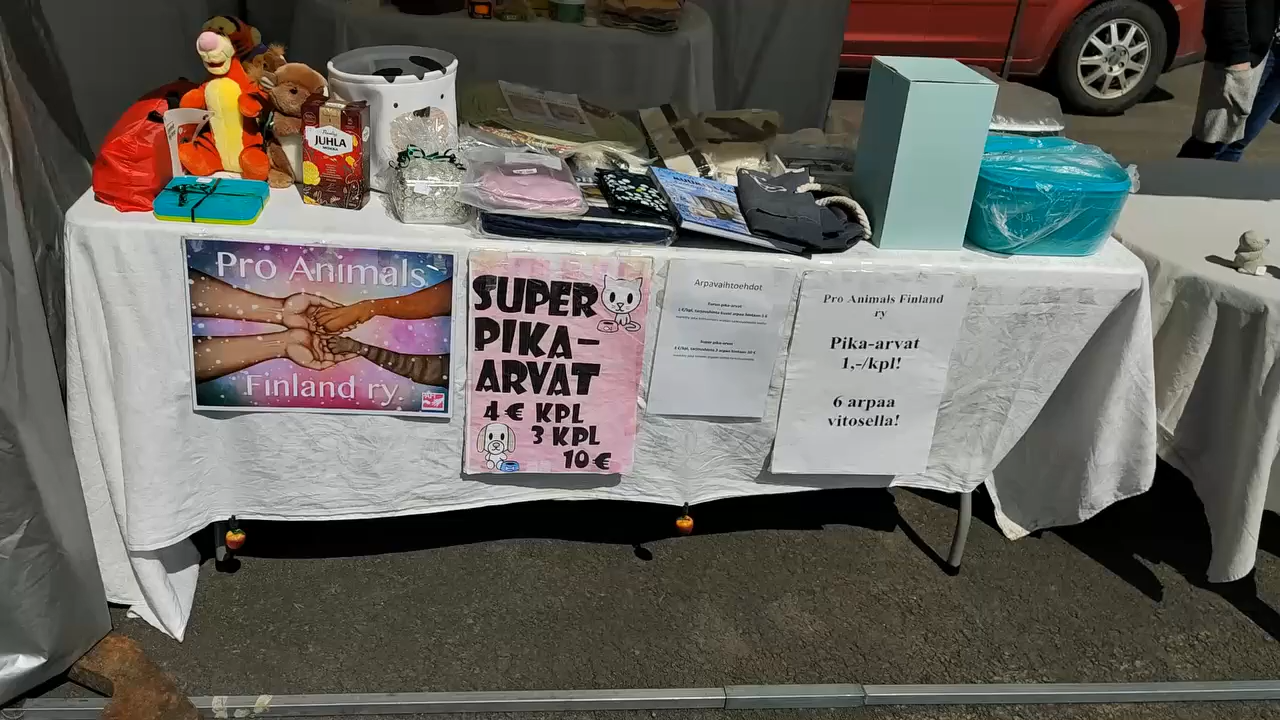 JUHLA
MOKKA
Pro Animals
Finland ry
SUPER
PIKA-
ARVAT
4€ KPL
3 KPL
10€
Arpavaihtoehdot
Pro Animals Finland
ry
Pika-arvat
1,-/kpl!
6 arpaa
vitosella!